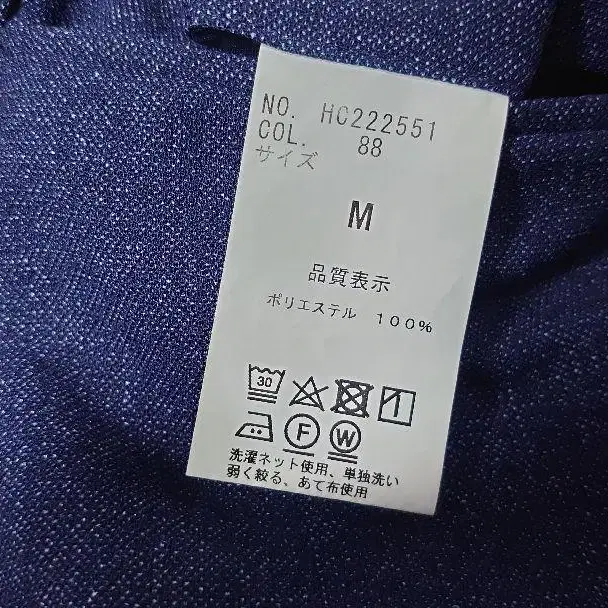 NO. HC222551
COL. 88
サイズ
M
品質表示
ポリエステル 100%
30
1
F W
洗濯ネット使用、単独洗い
弱く絞る、あて布使用